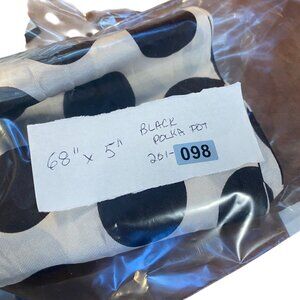 68" x 5"
BLACK
POLKA DOT
201-098